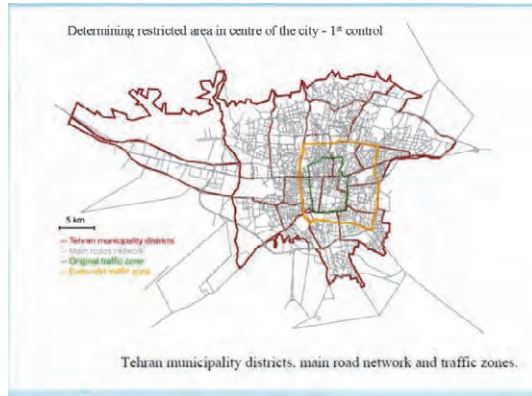 Determining restricted area in centre of the city - 1st control
5 km
Tehran municipality districts
Main roads network
Original traffic zone
traffic zone
Tehran municipality districts, main road network and traffic zones.